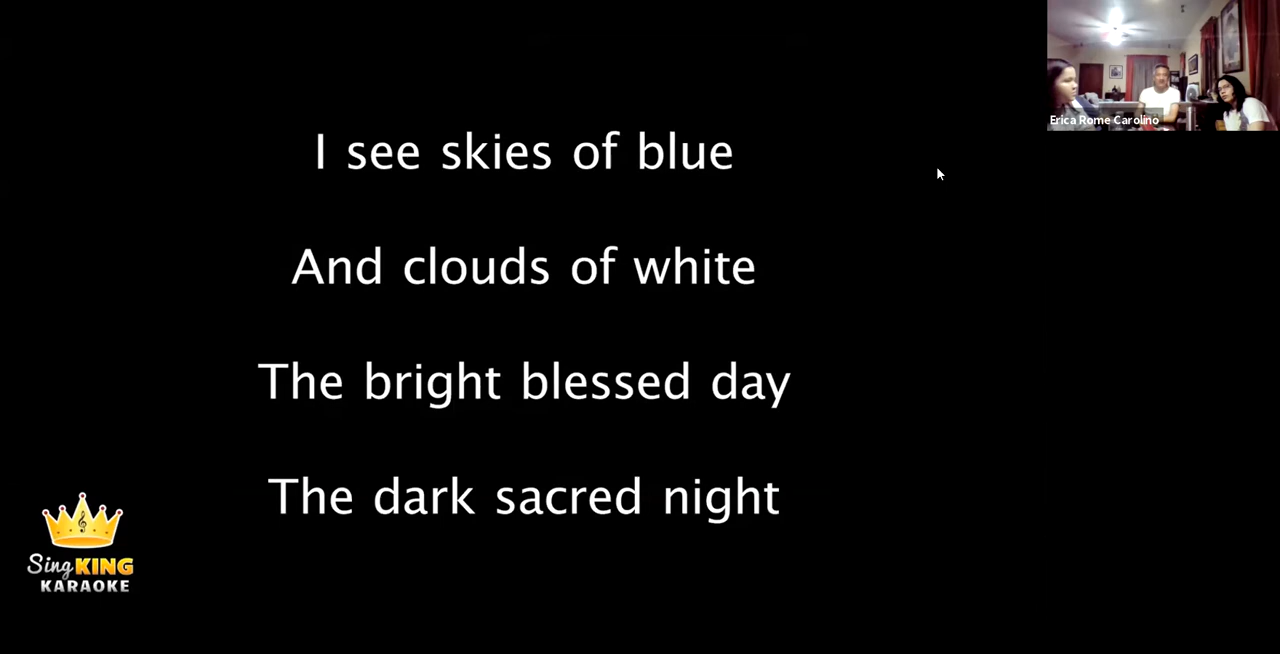 Erica Rome Carolino
I see skies of blue
And clouds of white
The bright blessed day
The dark sacred night
Sing KING
KARAOKE